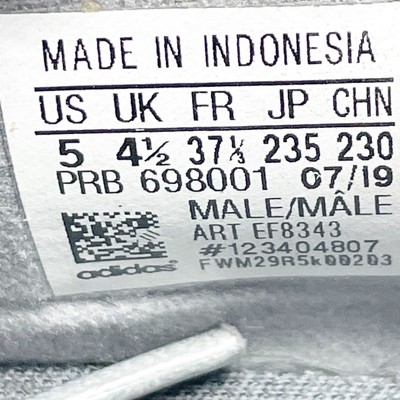 MADE IN INDONESIA
US UK FR JP CHN
5 4½ 37⅓ 235 230
PRB 698001 07/19
MALE/MÂLE
ART EF8343
#123404807
FWM29R5k00203
adidas